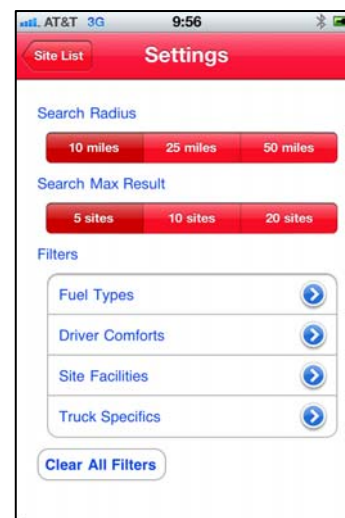 AT&T 3G 9:56
Site List Settings
Search Radius
10 miles 25 miles 50 miles
Search Max Result
5 sites 10 sites 20 sites
Filters
Fuel Types
Driver Comforts
Site Facilities
Truck Specifics
Clear All Filters